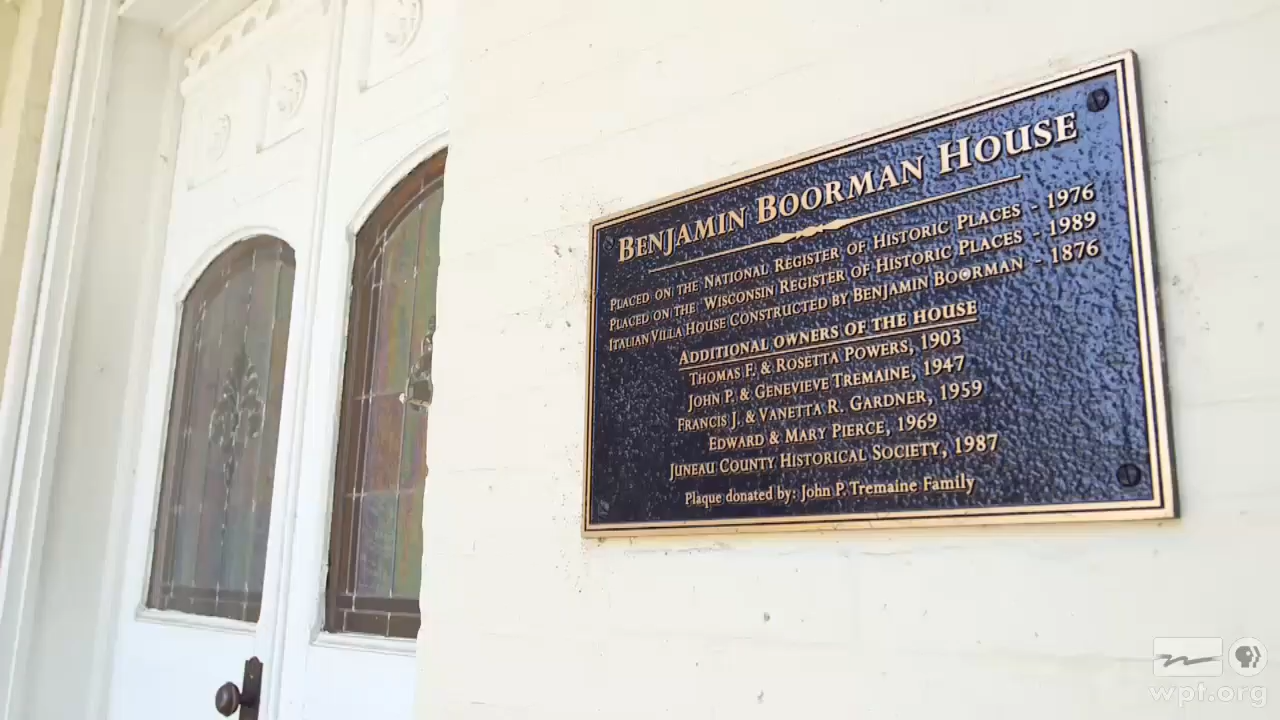 BENJAMIN BOORMAN HOUSE
PLACED ON THE NATIONAL REGISTER OF HISTORIC PLACES - 1976
PLACED ON THE WISCONSIN REGISTER OF HISTORIC PLACES - 1989
ITALIAN VILLA HOUSE CONSTRUCTED BY BENJAMIN BOORMAN - 1876
ADDITIONAL OWNERS OF THE HOUSE
THOMAS F. & ROSETTA POWERS, 1903
JOHN P. & GENEVIEVE TREMAINE, 1947
FRANCIS J. & VANETTA R. GARDNER, 1959
EDWARD & MARY PIERCE, 1969
JUNEAU COUNTY HISTORICAL SOCIETY, 1987
Plaque donated by: John P. Tremaine Family
wpt.org